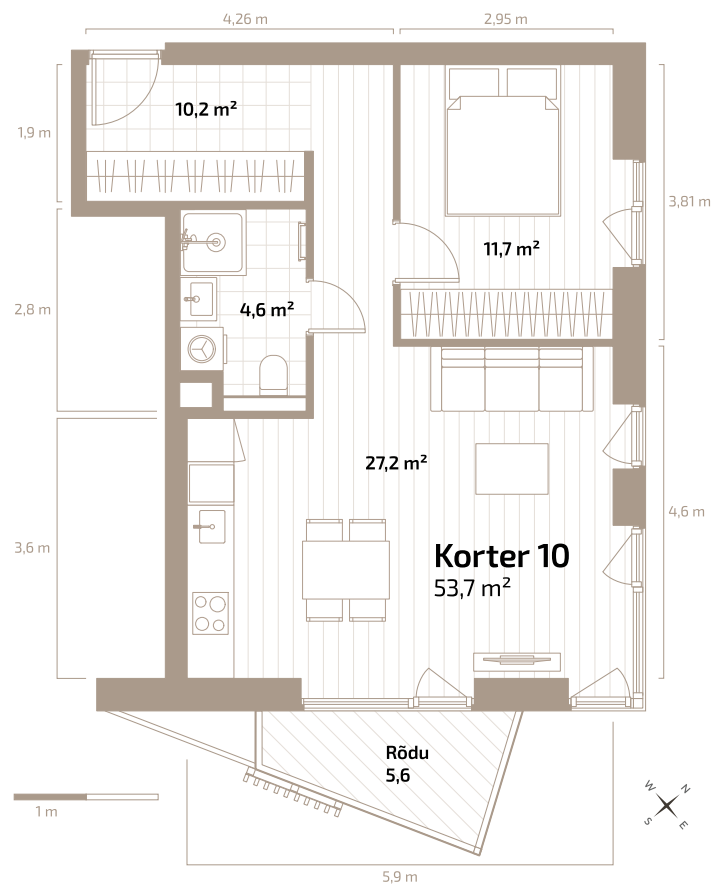 4,26 m
2,95 m
10,2 m²
1,9 m
3,81 m
11,7 m²
2,8 m
4,6 m²
27,2 m²
4,6 m
3,6 m
Korter 10
53,7 m²
Rõdu
5,6
W
N
S
E
1 m
5,9 m